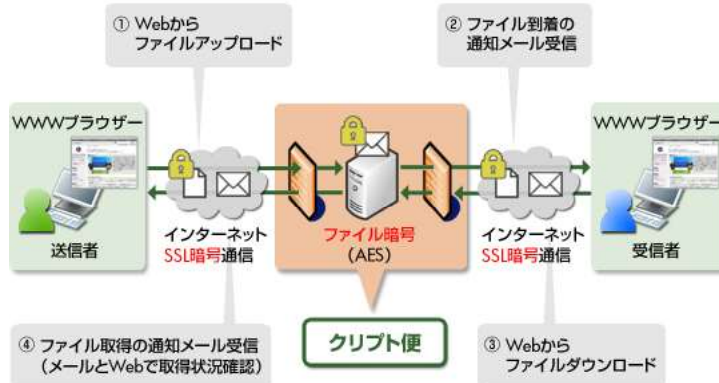 ① Webから
ファイルアップロード
② ファイル到着の
通知メール受信
WWWブラウザー
WWWブラウザー
送信者
インターネット
SSL暗号通信
ファイル暗号
(AES)
インターネット
SSL暗号通信
受信者
④ ファイル取得の通知メール受信
(メールとWebで取得状況確認)
クリプト便
③ Webから
ファイルダウンロード